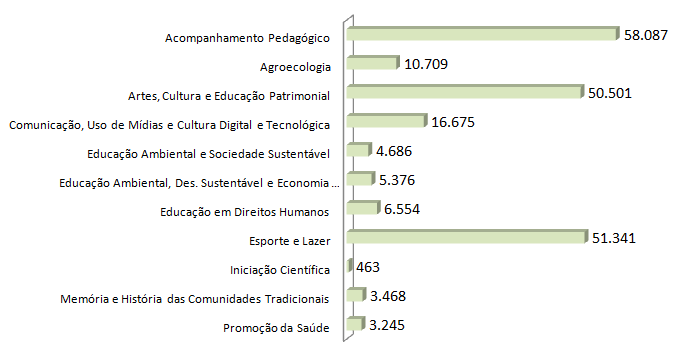 Acompanhamento Pedagógico 58.087
Agroecologia 10.709
Artes, Cultura e Educação Patrimonial 50.501
Comunicação, Uso de Mídias e Cultura Digital e Tecnológica 16.675
Educação Ambiental e Sociedade Sustentável 4.686
Educação Ambiental, Des. Sustentável e Economia ... 5.376
Educação em Direitos Humanos 6.554
Esporte e Lazer 51.341
Iniciação Científica 463
Memória e História das Comunidades Tradicionais 3.468
Promoção da Saúde 3.245